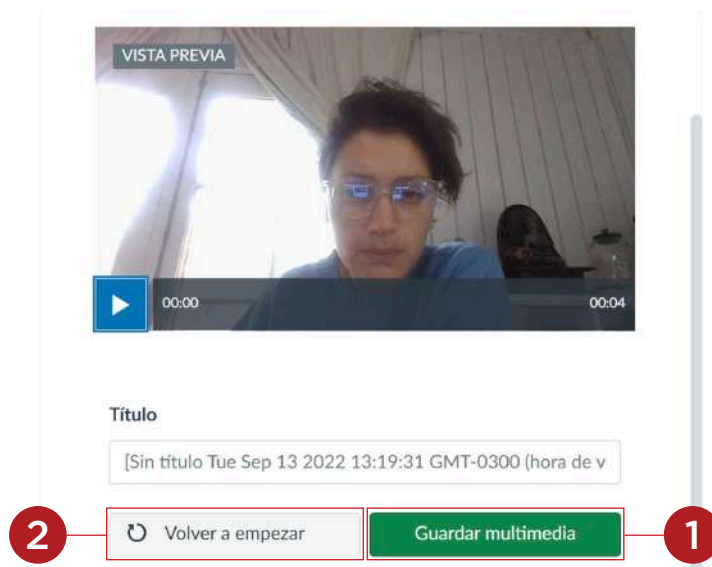 VISTA PREVIA
00:00 00:04
Título
[Sin título Tue Sep 13 2022 13:19:31 GMT-0300 (hora de v
2 Volver a empezar Guardar multimedia 1